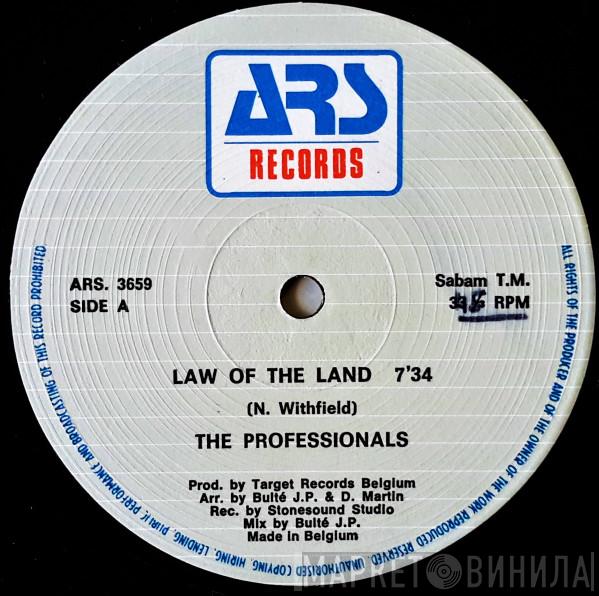 ARS
RECORDS
ARS. 3659
SIDE A
Sabam T.M.
45 RPM
LAW OF THE LAND 7'34
(N. Withfield)
THE PROFESSIONALS
Prod. by Target Records Belgium
Arr. by Bulté J.P. & D. Martin
Rec. by Stonesound Studio
Mix by Bulté J.P.
Made in Belgium
ALL RIGHTS OF THE PRODUCER AND OF THE OWNER OF THE WORK REPRODUCED RESERVED. UNAUTHORISED COPYING, HIRING, LENDING, PUBLIC PERFORMANCE AND BROADCASTING OF THIS RECORD PROHIBITED
МАРКЕТ ВИНИЛА